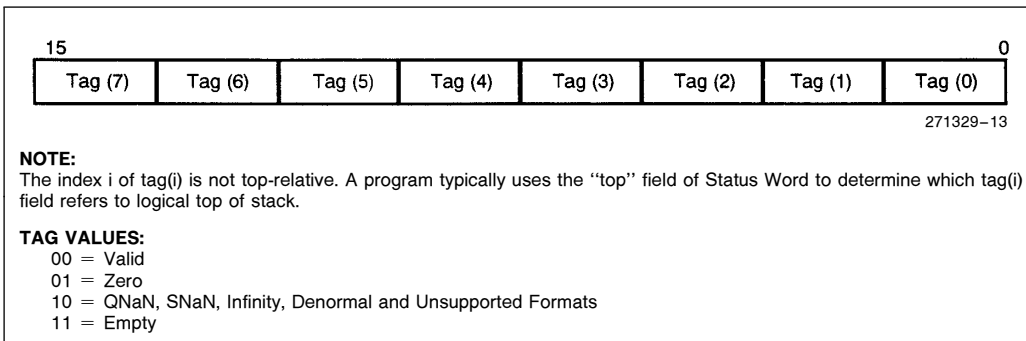 15 0
Tag (7) Tag (6) Tag (5) Tag (4) Tag (3) Tag (2) Tag (1) Tag (0)
271329–13
NOTE:
The index i of tag(i) is not top-relative. A program typically uses the ‘‘top’’ field of Status Word to determine which tag(i)
field refers to logical top of stack.
TAG VALUES:
00 = Valid
01 = Zero
10 = QNaN, SNaN, Infinity, Denormal and Unsupported Formats
11 = Empty